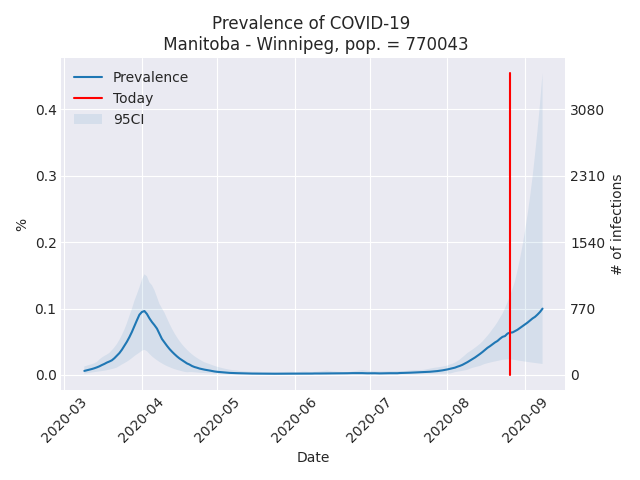 Prevalence of COVID-19
Manitoba - Winnipeg, pop. = 770043
Prevalence
Today
95CI
0.4
0.3
0.2
0.1
0.0
%
3080
2310
1540
770
0
# of infections
2020-03
2020-04
2020-05
2020-06
2020-07
2020-08
2020-09
Date